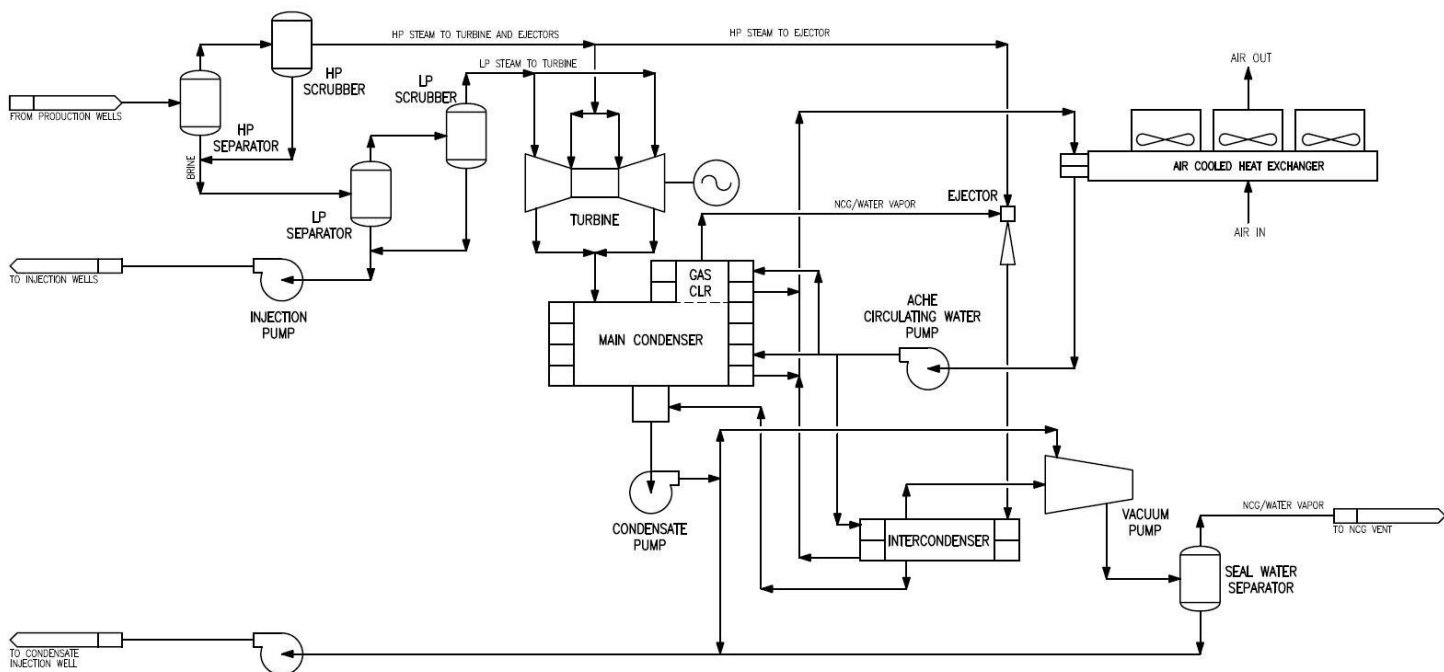 HP STEAM TO TURBINE AND EJECTORS
HP STEAM TO EJECTOR
LP STEAM TO TURBINE
HP
SCRUBBER
LP
SCRUBBER
AIR OUT
FROM PRODUCTION WELLS
HP
SEPARATOR
BRINE
AIR COOLED HEAT EXCHANGER
LP
SEPARATOR
TURBINE
NCG/WATER VAPOR
EJECTOR
AIR IN
TO INJECTION WELLS
INJECTION
PUMP
GAS
CLR
MAIN CONDENSER
ACHE
CIRCULATING WATER
PUMP
CONDENSATE
PUMP
INTERCONDENSER
VACUUM
PUMP
NCG/WATER VAPOR
TO NCG VENT
SEAL WATER
SEPARATOR
TO CONDENSATE
INJECTION WELL